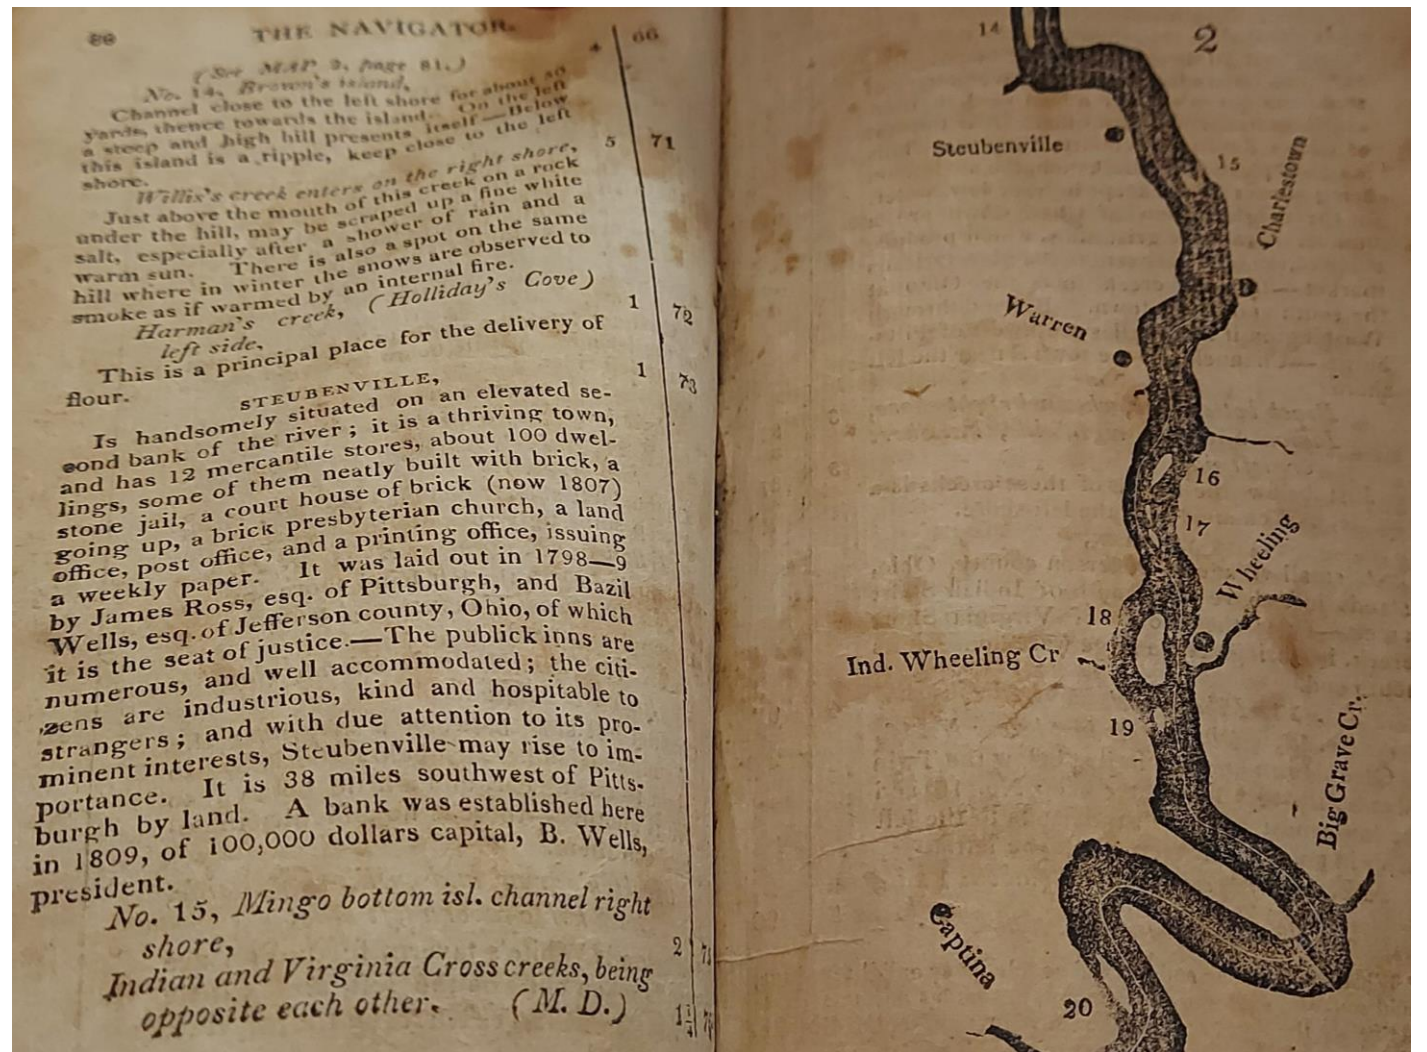 THE NAVIGATOR.
(See MAP 2, page 81.)
No. 14, Brown's island, 4 66
Channel close to the left shore for about 50
yards, thence towards the island. On the left
a steep and high hill presents itself—Below
this island is a ripple, keep close to the left
shore.
Willis's creek enters on the right shore, 5 71
Just above the mouth of this creek on a rock
under the hill, may be scraped up a fine white
salt, especially after a shower of rain and a
warm sun. There is also a spot on the same
hill where in winter the snows are observed to
smoke as if warmed by an internal fire.
Harman's creek, (Holliday's Cove)
left side, 1 72
This is a principal place for the delivery of
flour.
STEUBENVILLE, 1 73
Is handsomely situated on an elevated se-
cond bank of the river; it is a thriving town,
and has 12 mercantile stores, about 100 dwel-
lings, some of them neatly built with brick, a
stone jail, a court house of brick (now 1807)
going up, a brick presbyterian church, a land
office, post office, and a printing office, issuing
a weekly paper. It was laid out in 1798—9
by James Ross, esq. of Pittsburgh, and Bazil
Wells, esq. of Jefferson county, Ohio, of which
it is the seat of justice.—The publick inns are
numerous, and well accommodated; the citi-
zens are industrious, kind and hospitable to
strangers; and with due attention to its pro-
minent interests, Steubenville may rise to im-
portance. It is 38 miles southwest of Pitts-
burgh by land. A bank was established here
in 1809, of 100,000 dollars capital, B. Wells,
president.
No. 15, Mingo bottom isl. channel right
shore, 2
Indian and Virginia Cross creeks, being
opposite each other. (M. D.) 1¼
2
14
Steubenville
15
Charlestown
Warren
16
17
Wheeling
18
Ind. Wheeling Cr
19
Big Grave Cr.
Captina
20